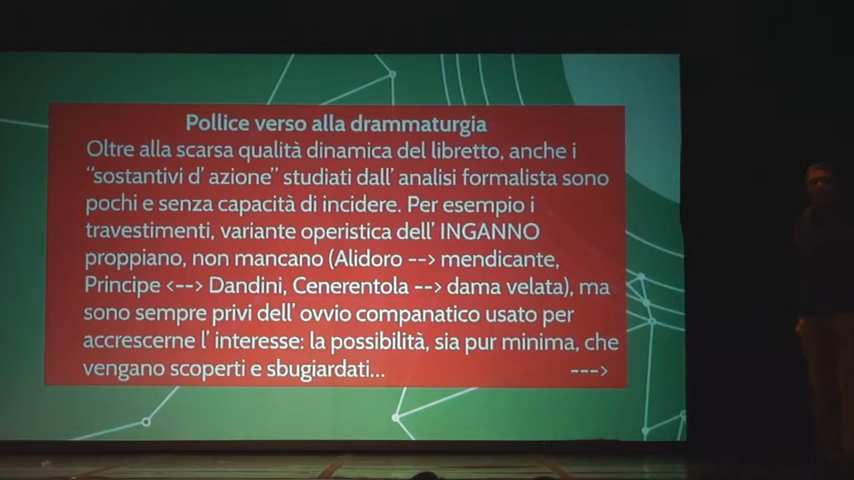 Pollice verso alla drammaturgia
Oltre alla scarsa qualità dinamica del libretto, anche i
“sostantivi d’ azione” studiati dall’ analisi formalista sono
pochi e senza capacità di incidere. Per esempio i
travestimenti, variante operistica dell’ INGANNO
proppiano, non mancano (Alidoro --> mendicante,
Principe <--> Dandini, Cenerentola --> dama velata), ma
sono sempre privi dell’ ovvio companatico usato per
accrescerne l’ interesse: la possibilità, sia pur minima, che
vengano scoperti e sbugiardati... --->